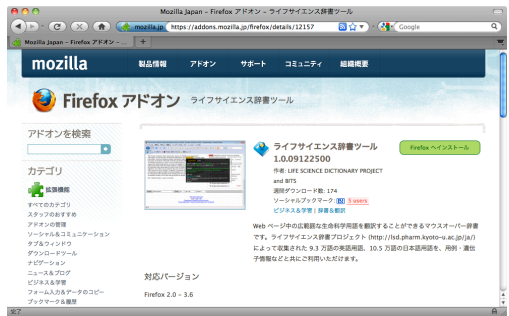 Mozilla Japan - Firefox アドオン - ライフサイエンス辞書ツール
mozilla.jp https://addons.mozilla.jp/firefox/details/12157
Google
Mozilla Japan - Firefox アドオン - ...
mozilla 製品情報 アドオン サポート コミュニティ 組織概要
Firefox アドオン ライフサイエンス辞書ツール
アドオンを検索
カテゴリ
拡張機能
すべてのカテゴリ
スタッフのおすすめ
アドオンの管理
ソーシャル&コミュニケーション
タブ&ウィンドウ
ダウンロードツール
ナビゲーション
ニュース&ブログ
ビジネス&学習
フォーム入力&データのコピー
ブックマーク&履歴
ライフサイエンス辞書ツール
1.0.09122500
作者: LIFE SCIENCE DICTIONARY PROJECT
and BITS
週間ダウンロード数: 174
ソーシャルブックマーク: 5 users
ビジネス&学習 | 辞書&翻訳
Firefox へインストール
Web ページ中の広範囲な生命科学用語を翻訳することができるマウスオーバー辞書
です。ライフサイエンス辞書プロジェクト (http://lsd.pharm.kyoto-u.ac.jp/ja/)
によって収集された 9.3 万語の英語用語、10.5 万語の日本語用語を、用例・遺伝
子情報などと共にご利用いただけます。
対応バージョン
Firefox 2.0 – 3.6
完了